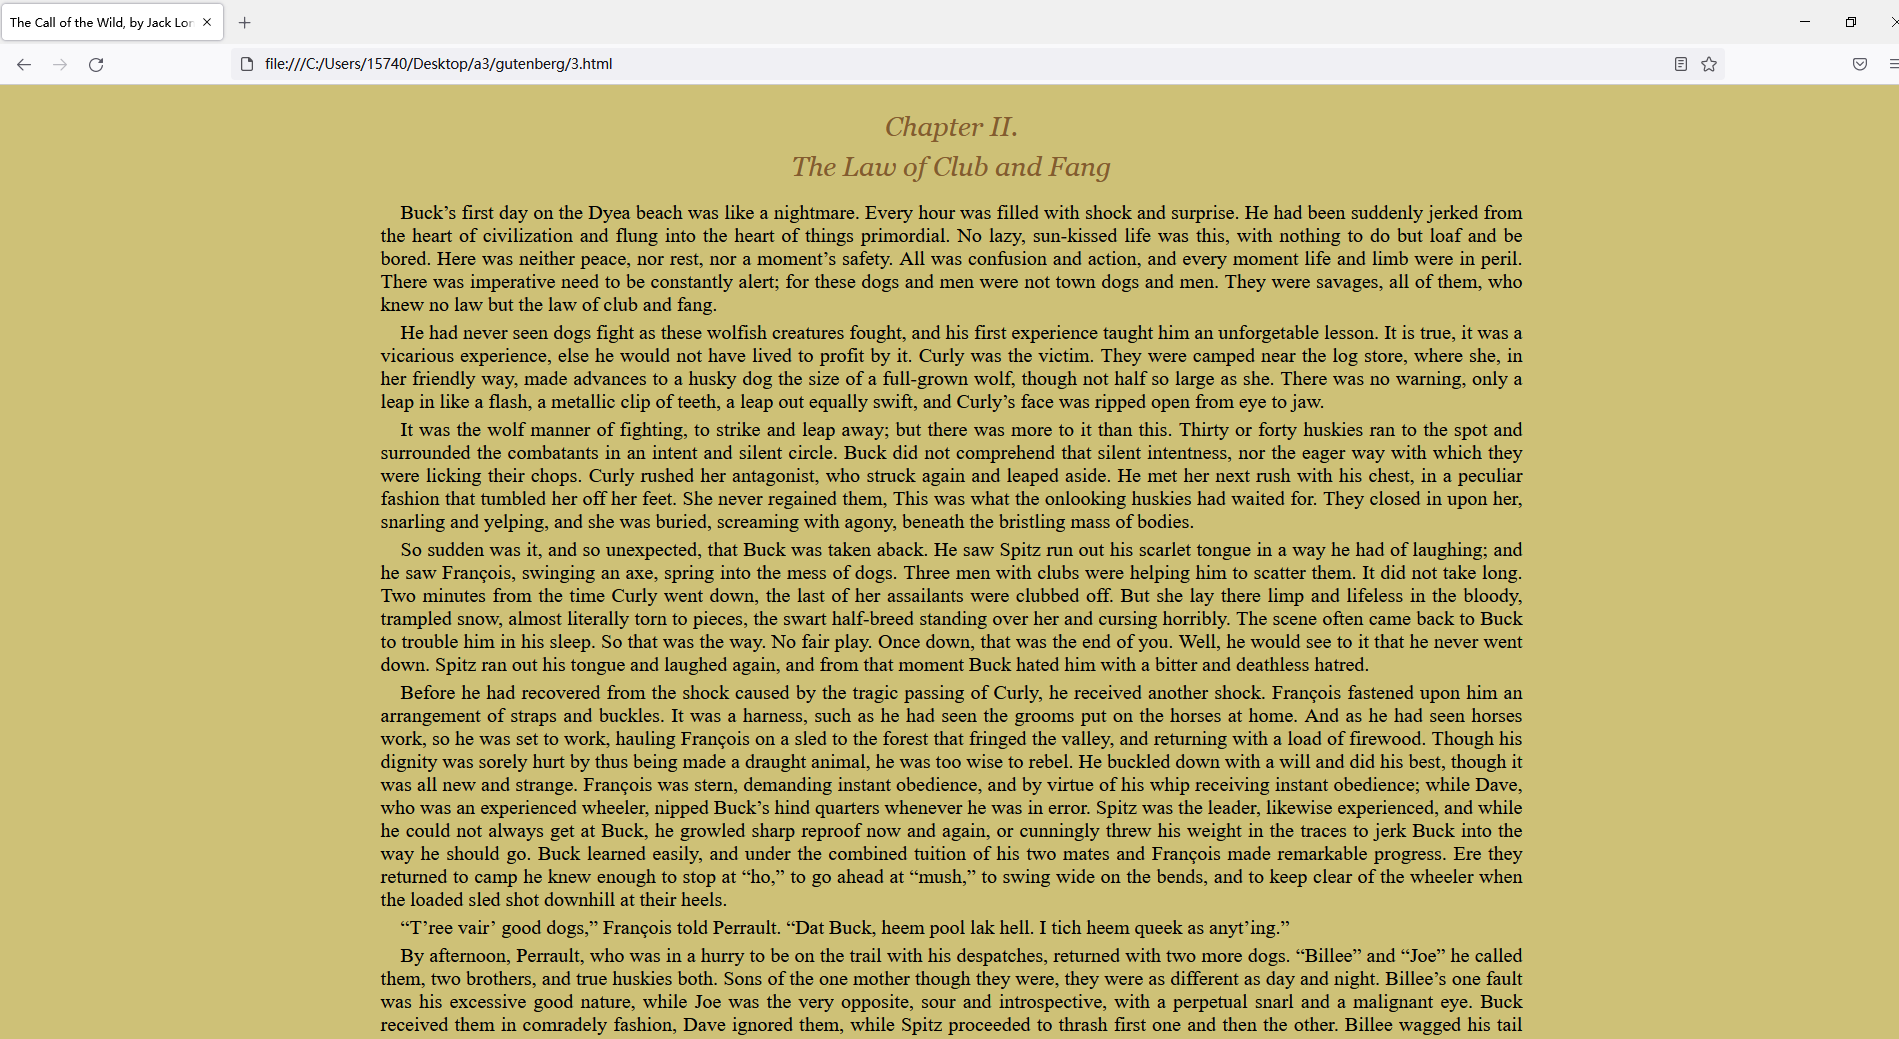 The Call of the Wild, by Jack Lon
file:///C:/Users/15740/Desktop/a3/gutenberg/3.html
Chapter II.
The Law of Club and Fang
Buck’s first day on the Dyea beach was like a nightmare. Every hour was filled with shock and surprise. He had been suddenly jerked from
the heart of civilization and flung into the heart of things primordial. No lazy, sun-kissed life was this, with nothing to do but loaf and be
bored. Here was neither peace, nor rest, nor a moment’s safety. All was confusion and action, and every moment life and limb were in peril.
There was imperative need to be constantly alert; for these dogs and men were not town dogs and men. They were savages, all of them, who
knew no law but the law of club and fang.
He had never seen dogs fight as these wolfish creatures fought, and his first experience taught him an unforgetable lesson. It is true, it was a
vicarious experience, else he would not have lived to profit by it. Curly was the victim. They were camped near the log store, where she, in
her friendly way, made advances to a husky dog the size of a full-grown wolf, though not half so large as she. There was no warning, only a
leap in like a flash, a metallic clip of teeth, a leap out equally swift, and Curly’s face was ripped open from eye to jaw.
It was the wolf manner of fighting, to strike and leap away; but there was more to it than this. Thirty or forty huskies ran to the spot and
surrounded the combatants in an intent and silent circle. Buck did not comprehend that silent intentness, nor the eager way with which they
were licking their chops. Curly rushed her antagonist, who struck again and leaped aside. He met her next rush with his chest, in a peculiar
fashion that tumbled her off her feet. She never regained them, This was what the onlooking huskies had waited for. They closed in upon her,
snarling and yelping, and she was buried, screaming with agony, beneath the bristling mass of bodies.
So sudden was it, and so unexpected, that Buck was taken aback. He saw Spitz run out his scarlet tongue in a way he had of laughing; and
he saw François, swinging an axe, spring into the mess of dogs. Three men with clubs were helping him to scatter them. It did not take long.
Two minutes from the time Curly went down, the last of her assailants were clubbed off. But she lay there limp and lifeless in the bloody,
trampled snow, almost literally torn to pieces, the swart half-breed standing over her and cursing horribly. The scene often came back to Buck
to trouble him in his sleep. So that was the way. No fair play. Once down, that was the end of you. Well, he would see to it that he never went
down. Spitz ran out his tongue and laughed again, and from that moment Buck hated him with a bitter and deathless hatred.
Before he had recovered from the shock caused by the tragic passing of Curly, he received another shock. François fastened upon him an
arrangement of straps and buckles. It was a harness, such as he had seen the grooms put on the horses at home. And as he had seen horses
work, so he was set to work, hauling François on a sled to the forest that fringed the valley, and returning with a load of firewood. Though his
dignity was sorely hurt by thus being made a draught animal, he was too wise to rebel. He buckled down with a will and did his best, though it
was all new and strange. François was stern, demanding instant obedience, and by virtue of his whip receiving instant obedience; while Dave,
who was an experienced wheeler, nipped Buck’s hind quarters whenever he was in error. Spitz was the leader, likewise experienced, and while
he could not always get at Buck, he growled sharp reproof now and again, or cunningly threw his weight in the traces to jerk Buck into the
way he should go. Buck learned easily, and under the combined tuition of his two mates and François made remarkable progress. Ere they
returned to camp he knew enough to stop at “ho,” to go ahead at “mush,” to swing wide on the bends, and to keep clear of the wheeler when
the loaded sled shot downhill at their heels.
“T’ree vair’ good dogs,” François told Perrault. “Dat Buck, heem pool lak hell. I tich heem queek as anyt’ing.”
By afternoon, Perrault, who was in a hurry to be on the trail with his despatches, returned with two more dogs. “Billee” and “Joe” he called
them, two brothers, and true huskies both. Sons of the one mother though they were, they were as different as day and night. Billee’s one fault
was his excessive good nature, while Joe was the very opposite, sour and introspective, with a perpetual snarl and a malignant eye. Buck
received them in comradely fashion, Dave ignored them, while Spitz proceeded to thrash first one and then the other. Billee wagged his tail